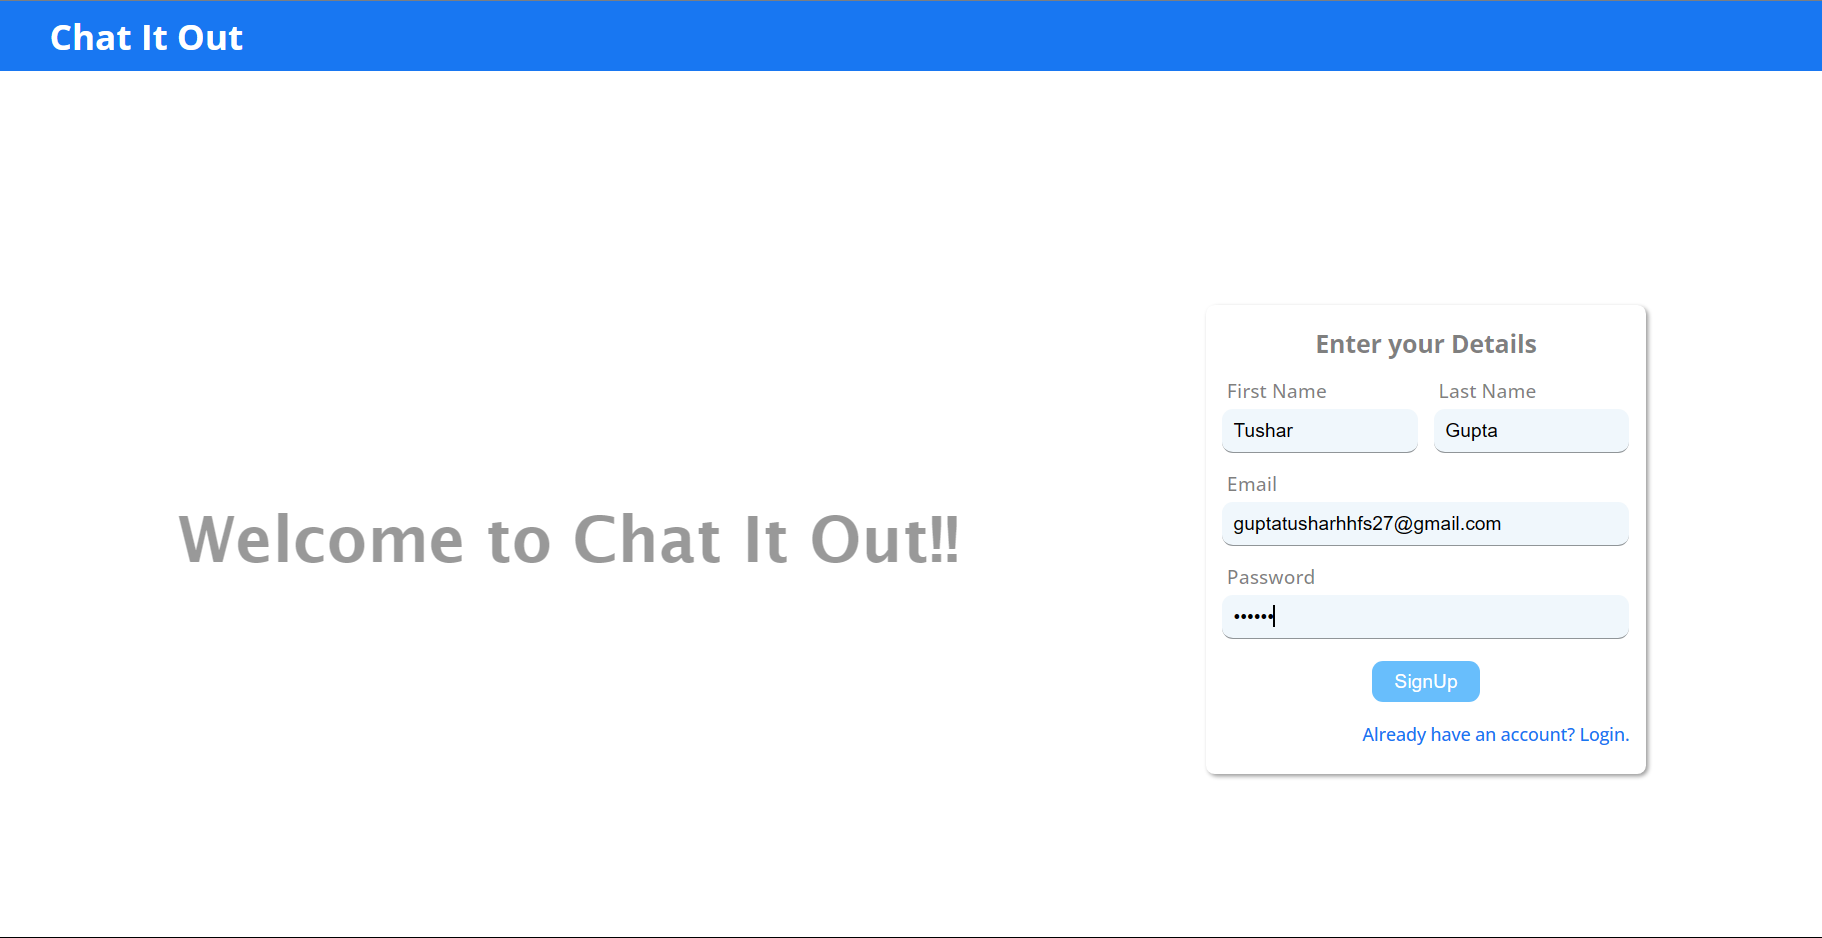 Chat It Out
Welcome to Chat It Out!!
Enter your Details
First Name Last Name
Tushar Gupta
Email
guptatusharhhfs27@gmail.com
Password
••••••
SignUp
Already have an account? Login.